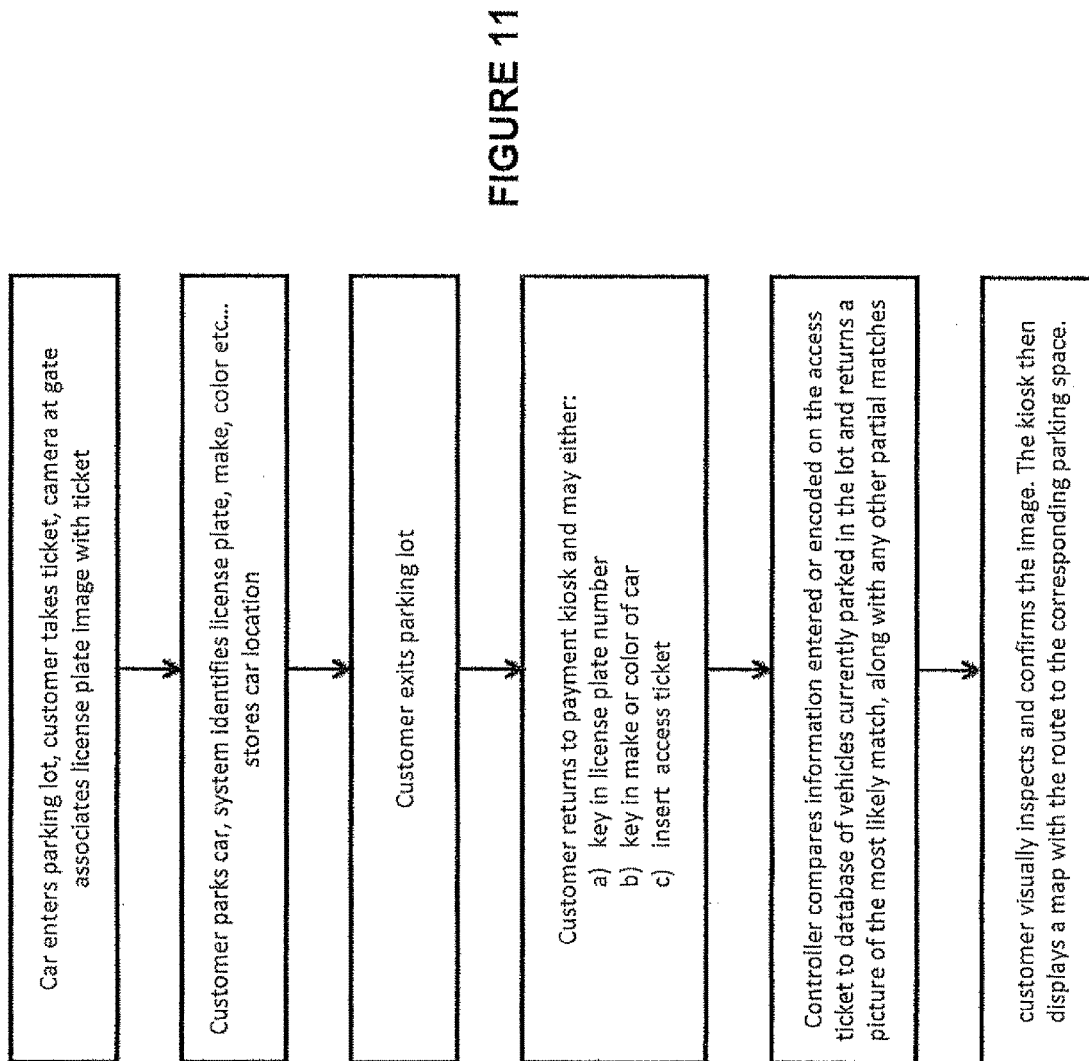 Car enters parking lot, customer takes ticket, camera at gate
associates license plate image with ticket
Customer parks car, system identifies license plate, make, color etc...
stores car location
Customer exits parking lot
Customer returns to payment kiosk and may either:
a) key in license plate number
b) key in make or color of car
c) insert access ticket
Controller compares information entered or encoded on the access
ticket to database of vehicles currently parked in the lot and returns a
picture of the most likely match, along with any other partial matches
customer visually inspects and confirms the image. The kiosk then
displays a map with the route to the corresponding parking space.
FIGURE 11